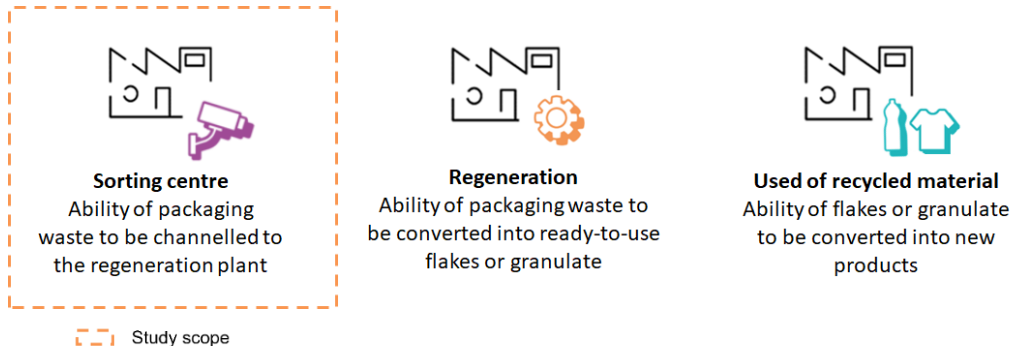 Sorting centre
Ability of packaging
waste to be channelled to
the regeneration plant
Regeneration
Ability of packaging waste to
be converted into ready-to-use
flakes or granulate
Used of recycled material
Ability of flakes or granulate
to be converted into new
products
Study scope